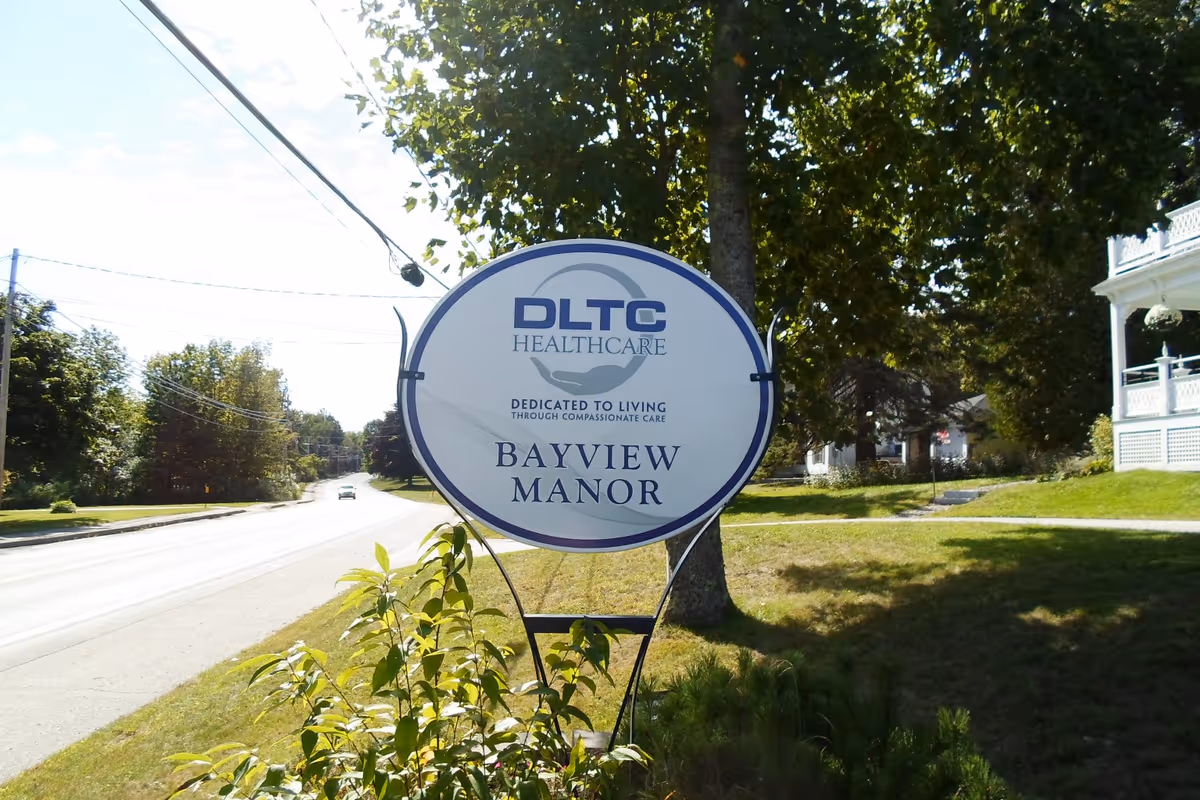 DLTC
HEALTHCARE
DEDICATED TO LIVING
THROUGH COMPASSIONATE CARE
BAYVIEW
MANOR